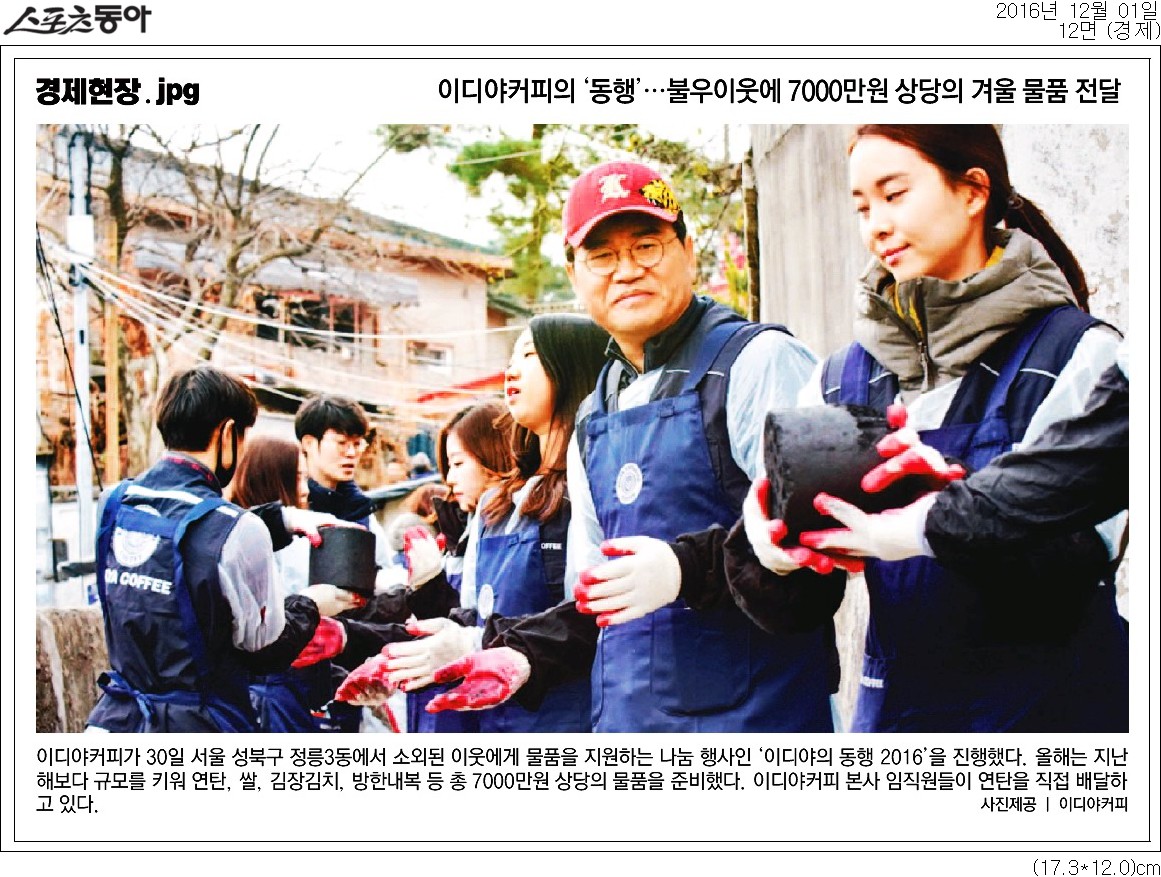 스포츠동아
2016년 12월 01일
12면 (경제)
경제현장.jpg
이디야커피의 ‘동행’…불우이웃에 7000만원 상당의 겨울 물품 전달
COFFEE
COFFEE
COFFEE
이디야커피가 30일 서울 성북구 정릉3동에서 소외된 이웃에게 물품을 지원하는 나눔 행사인 ‘이디야의 동행 2016’을 진행했다. 올해는 지난
해보다 규모를 키워 연탄, 쌀, 김장김치, 방한내복 등 총 7000만원 상당의 물품을 준비했다. 이디야커피 본사 임직원들이 연탄을 직접 배달하
고 있다.
사진제공 ㅣ 이디야커피
(17.3*12.0)cm